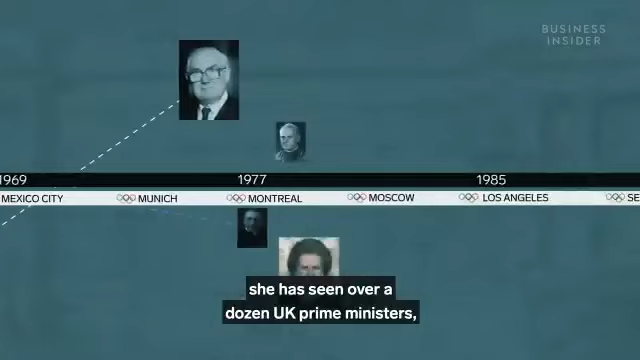 BUSINESS
INSIDER
1969
1977
1985
MEXICO CITY
MUNICH
MONTREAL
MOSCOW
LOS ANGELES
SE
she has seen over a
dozen UK prime ministers,